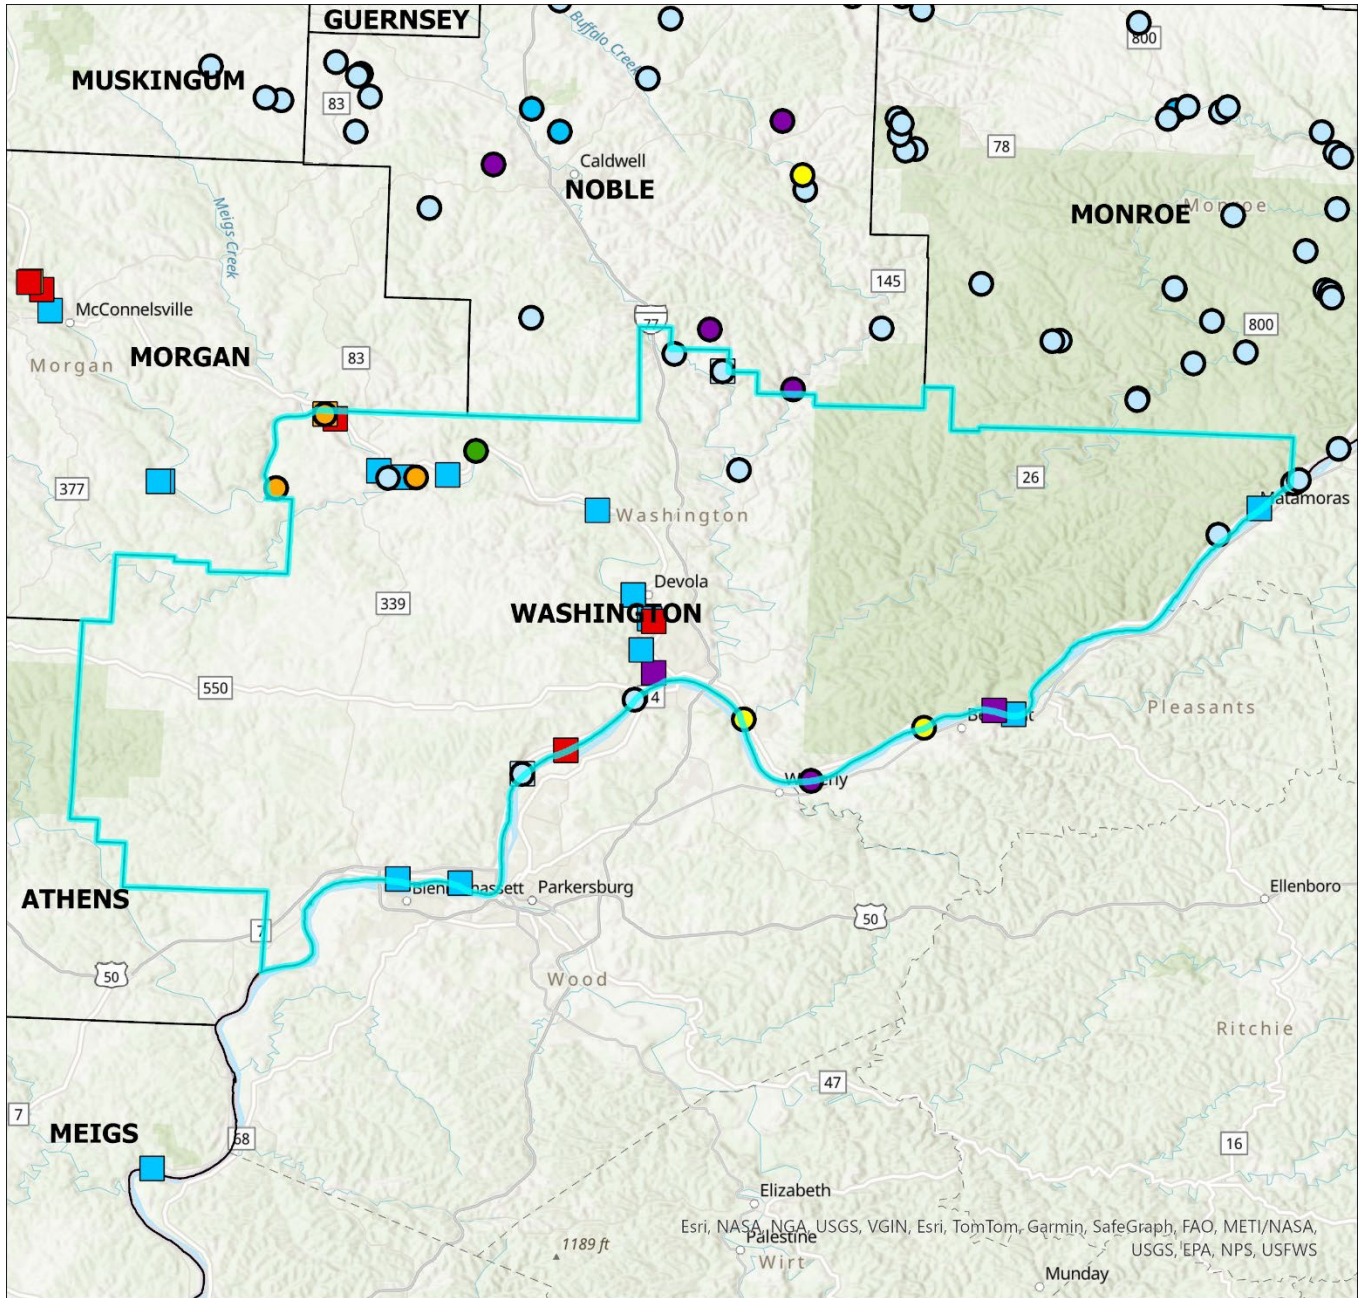 GUERNSEY
Buffalo Creek
800
MUSKINGUM
83
Caldwell
78
NOBLE
Monroe
MONROE
Meigs Creek
145
McConnelsville
77
800
MORGAN
83
Morgan
26
377
Matamoras
Washington
Devola
339
WASHINGTON
550
4
Pleasants
Parkersburg
Ellenboro
ATHENS
50
7
50
Wood
Ritchie
47
7
MEIGS
68
16
Elizabeth
Esri, NASA, NGA, USGS, VGIN, Esri, TomTom, Garmin, SafeGraph, FAO, METI/NASA,
USGS, EPA, NPS, USFWS
Palestine
1189 ft
Wirt
Munday